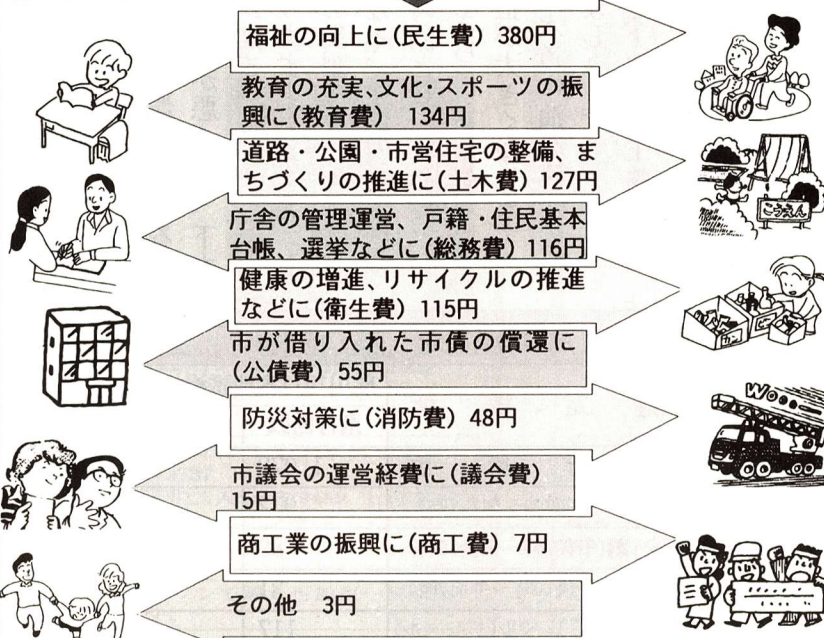 福祉の向上に(民生費) 380円
教育の充実、文化・スポーツの振
興に(教育費) 134円
道路・公園・市営住宅の整備、ま
ちづくりの推進に(土木費) 127円
こうえん
庁舎の管理運営、戸籍・住民基本
台帳、選挙などに(総務費) 116円
健康の増進、リサイクルの推進
などに(衛生費) 115円
市が借り入れた市債の償還に
(公債費) 55円
防災対策に(消防費) 48円
Wooo
市議会の運営経費に(議会費)
15円
商工業の振興に(商工費) 7円
その他 3円